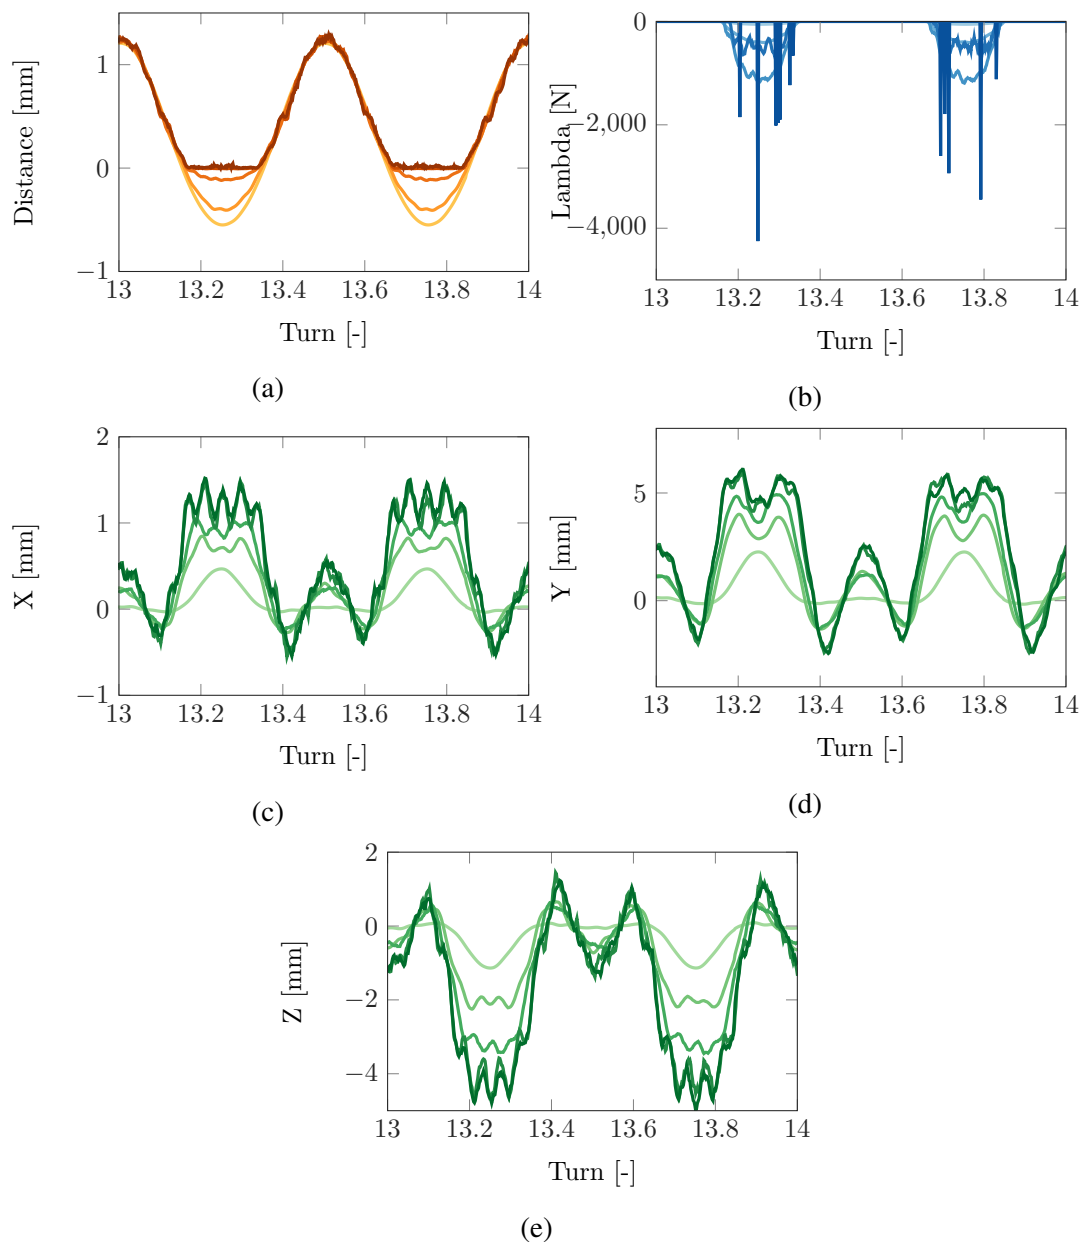 Distance [mm]
1
0
−1
13 13.2 13.4 13.6 13.8 14
Turn [-]
(a)
Lambda [N]
0
−2,000
−4,000
13 13.2 13.4 13.6 13.8 14
Turn [-]
(b)
X [mm]
2
1
0
−1
13 13.2 13.4 13.6 13.8 14
Turn [-]
(c)
Y [mm]
5
0
13 13.2 13.4 13.6 13.8 14
Turn [-]
(d)
Z [mm]
2
0
−2
−4
13 13.2 13.4 13.6 13.8 14
Turn [-]
(e)